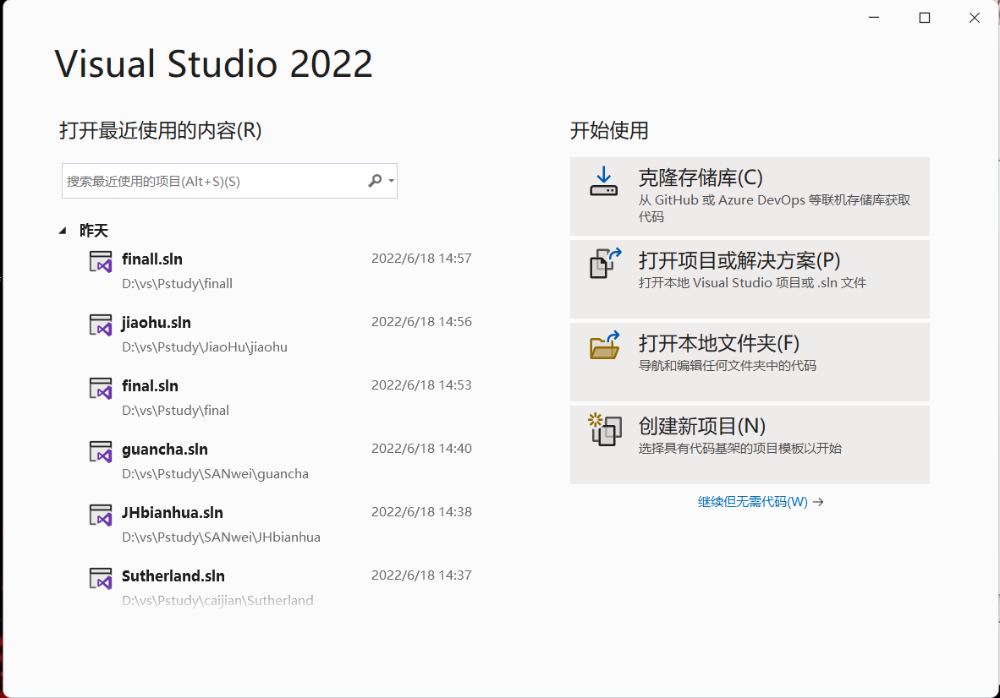 Visual Studio 2022
打开最近使用的内容(R)
搜索最近使用的项目(Alt+S)(S)
昨天
finall.sln 2022/6/18 14:57
D:\vs\Pstudy\finall
jiaohu.sln 2022/6/18 14:56
D:\vs\Pstudy\JiaoHu\jiaohu
final.sln 2022/6/18 14:53
D:\vs\Pstudy\final
guancha.sln 2022/6/18 14:40
D:\vs\Pstudy\SANwei\guancha
JHbianhua.sln 2022/6/18 14:38
D:\vs\Pstudy\SANwei\JHbianhua
Sutherland.sln 2022/6/18 14:37
D:\vs\Pstudy\caijian\Sutherland
开始使用
克隆存储库(C)
从 GitHub 或 Azure DevOps 等联机存储库获取
代码
打开项目或解决方案(P)
打开本地 Visual Studio 项目或 .sln 文件
打开本地文件夹(F)
导航和编辑任何文件夹中的代码
创建新项目(N)
选择具有代码基架的项目模板以开始
继续但无需代码(W) →